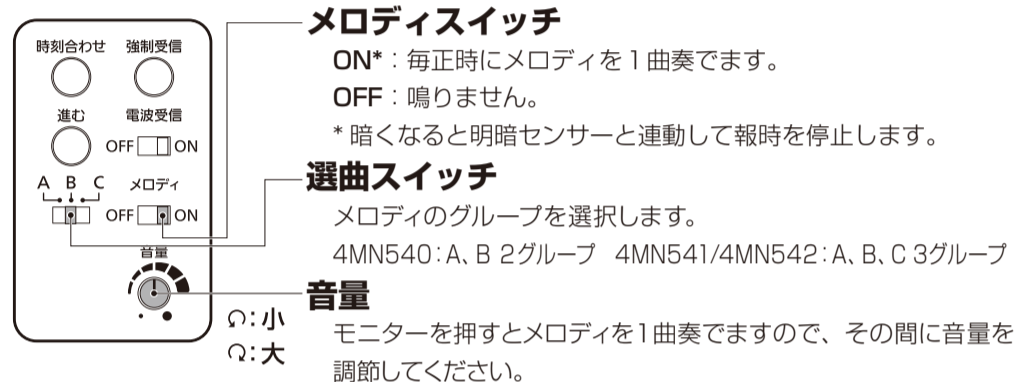 時刻合わせ 強制受信
進む 電波受信
OFF ON
A B C メロディ
OFF ON
音量
メロディスイッチ
ON*：毎正時にメロディを1曲奏でます。
OFF：鳴りません。
* 暗くなると明暗センサーと連動して報時を停止します。
選曲スイッチ
メロディのグループを選択します。
4MN540：A、B 2グループ 4MN541/4MN542：A、B、C 3グループ
音量
:小
:大
モニターを押すとメロディを1曲奏でますので、その間に音量を
調節してください。